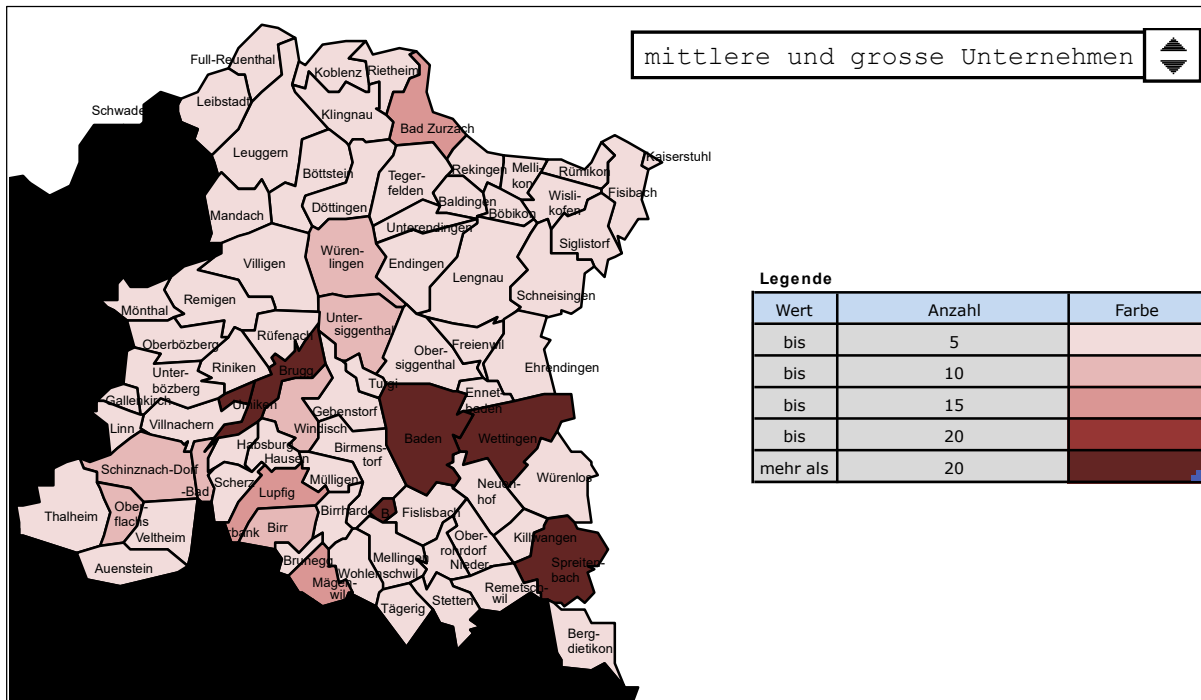 mittlere und grosse Unternehmen
Full-Reuenthal
Koblenz
Rietheim
Leibstadt
Schwade
Klingnau
Bad Zurzach
Leuggern
Böttstein
Teger-
felden
Rekingen
Melli-
kon
Rümikon
Kaiserstuhl
Fisibach
Baldingen
Wisli-
kofen
Böbikon
Mandach
Döttingen
Unterendingen
Siglistorf
Villigen
Würen-
lingen
Endingen
Lengnau
Schneisingen
Remigen
Mönthal
Unter-
siggenthal
Rüfenach
Oberbözberg
Ober-
siggenthal
Freienwil
Ehrendingen
Riniken
Unter-
bözberg
Brugg
Turgi
Ennet-
baden
Gallenkirch
Umiken
Gebenstorf
Linn
Villnachern
Windisch
Baden
Wettingen
Habsburg
Hausen
Birmens-
torf
Schinznach-Dorf
-Bad
Scherz
Mülligen
Würenlos
Neuen-
hof
Lupfig
Thalheim
Ober-
flachs
Birrhard
B.
Fislisbach
Veltheim
rbank
Birr
Ober-
rohrdorf
Nieder-
Killwangen
Auenstein
Brunegg
Mellingen
Wohlenschwil
Spreiten-
bach
Mägen-
wil
Remetsch-
wil
Stetten
Tägerig
Berg-
dietikon
Legende
Wert Anzahl Farbe
bis 5
bis 10
bis 15
bis 20
mehr als 20